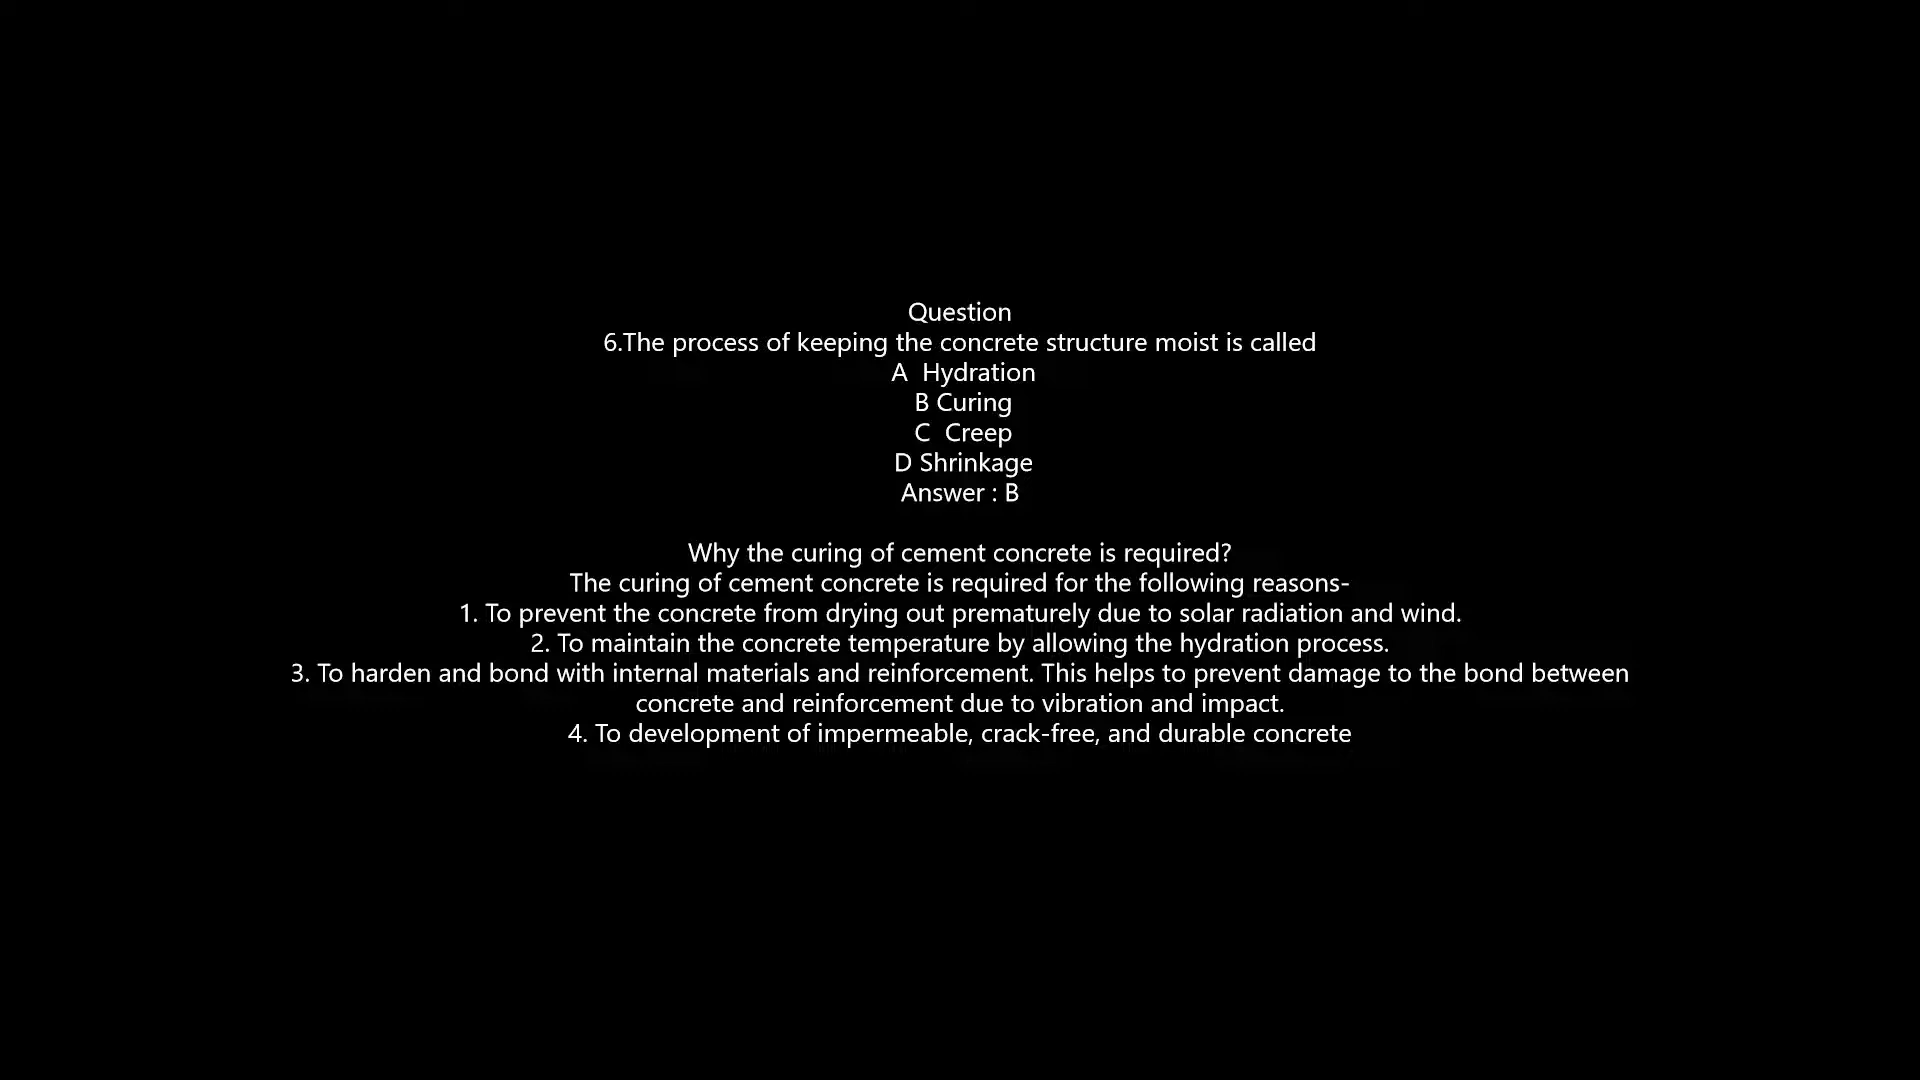 Question
6.The process of keeping the concrete structure moist is called
A  Hydration
B Curing
C  Creep
D Shrinkage
Answer : B
Why the curing of cement concrete is required?
The curing of cement concrete is required for the following reasons-
1. To prevent the concrete from drying out prematurely due to solar radiation and wind.
2. To maintain the concrete temperature by allowing the hydration process.
3. To harden and bond with internal materials and reinforcement. This helps to prevent damage to the bond between
concrete and reinforcement due to vibration and impact.
4. To development of impermeable, crack-free, and durable concrete